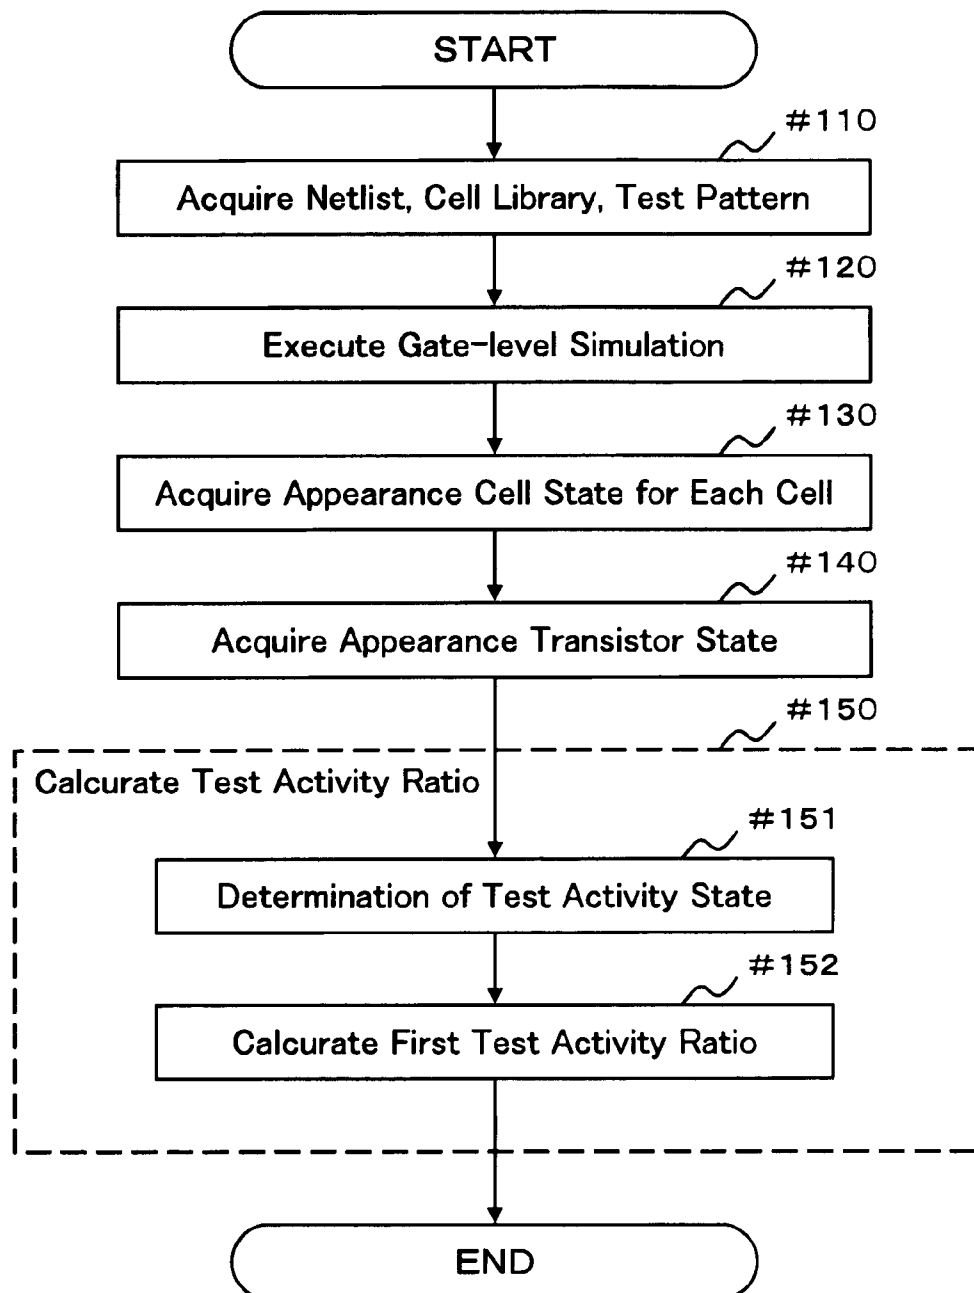 START
#110
Acquire Netlist, Cell Library, Test Pattern
#120
Execute Gate-level Simulation
#130
Acquire Appearance Cell State for Each Cell
#140
Acquire Appearance Transistor State
#150
Calcurate Test Activity Ratio
#151
Determination of Test Activity State
#152
Calcurate First Test Activity Ratio
END